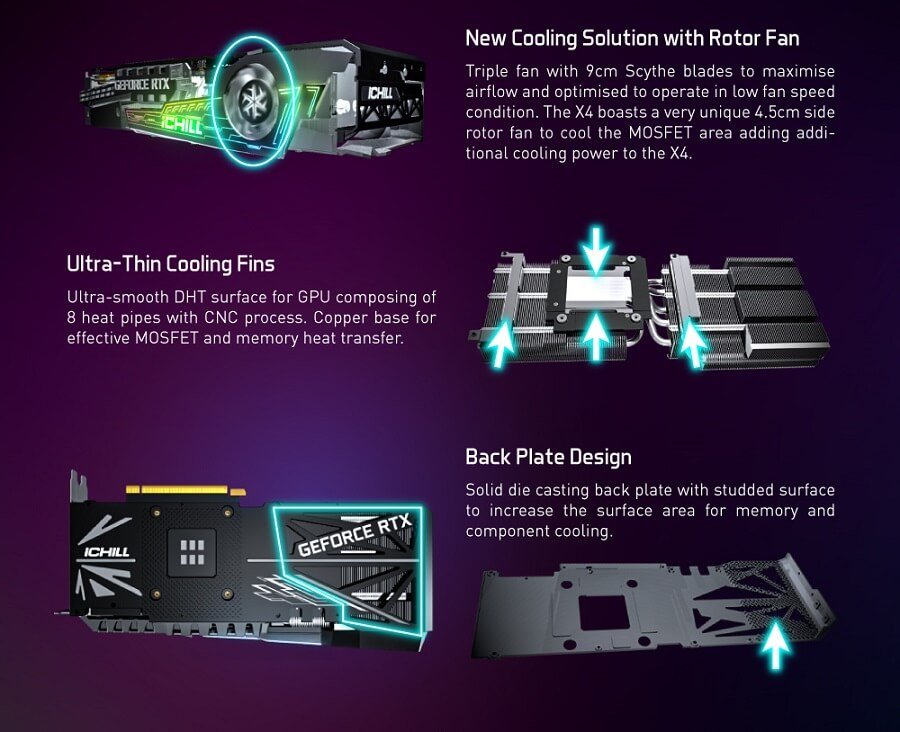 New Cooling Solution with Rotor Fan
Triple fan with 9cm Scythe blades to maximise
airflow and optimised to operate in low fan speed
condition. The X4 boasts a very unique 4.5cm side
rotor fan to cool the MOSFET area adding addi-
tional cooling power to the X4.
GEFORCE RTX
ICHILL
ICHILL
Ultra-Thin Cooling Fins
Ultra-smooth DHT surface for GPU composing of
8 heat pipes with CNC process. Copper base for
effective MOSFET and memory heat transfer.
Back Plate Design
Solid die casting back plate with studded surface
to increase the surface area for memory and
component cooling.
ICHILL
GEFORCE RTX